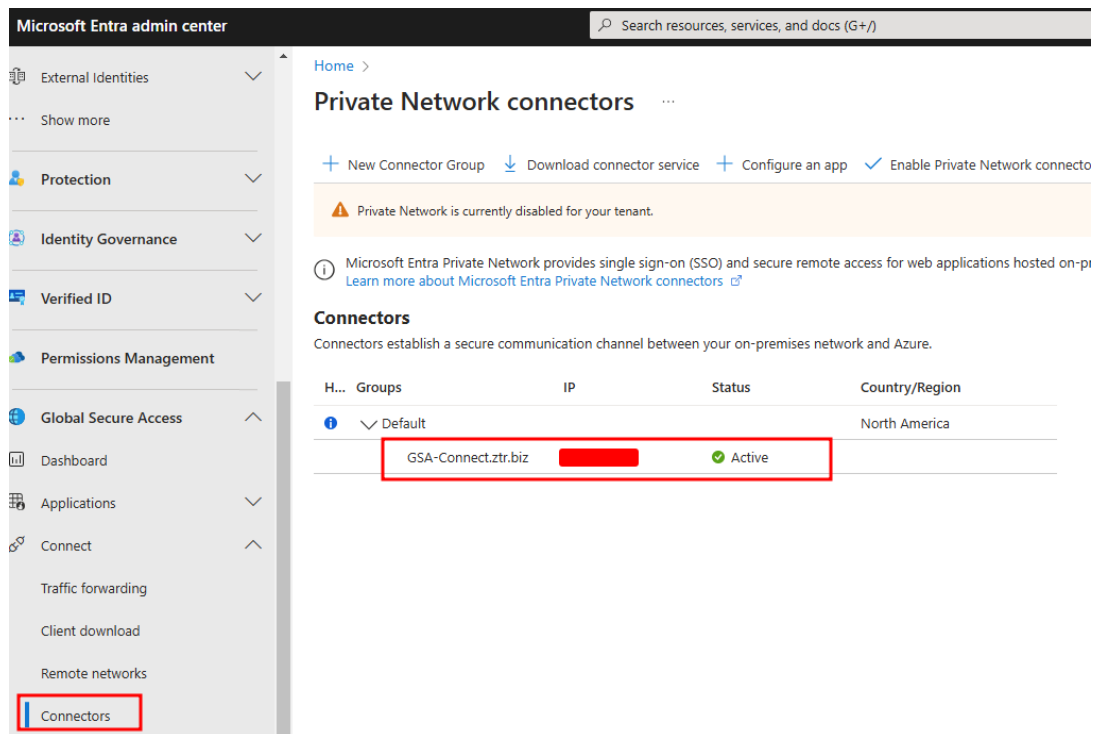 Microsoft Entra admin center
Search resources, services, and docs (G+/)
External Identities
Show more
Protection
Identity Governance
Verified ID
Permissions Management
Global Secure Access
Dashboard
Applications
Connect
Traffic forwarding
Client download
Remote networks
Connectors
Home >
Private Network connectors ...
New Connector Group Download connector service Configure an app Enable Private Network connecto
Private Network is currently disabled for your tenant.
Microsoft Entra Private Network provides single sign-on (SSO) and secure remote access for web applications hosted on-p
Learn more about Microsoft Entra Private Network connectors
Connectors
Connectors establish a secure communication channel between your on-premises network and Azure.
H... Groups IP Status Country/Region
Default North America
GSA-Connect.ztr.biz Active